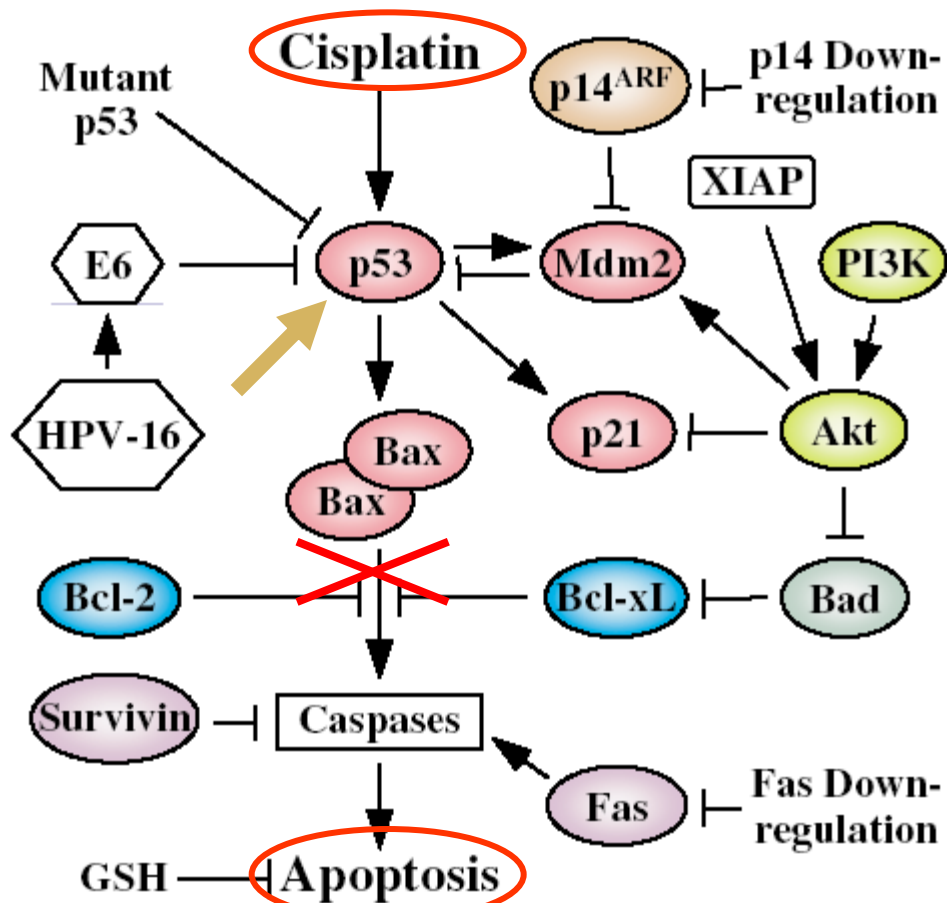 Cisplatin
Mutant
p53
p14ARF
p14 Down-
regulation
XIAP
E6
p53
Mdm2
PI3K
HPV-16
Bax
Bax
p21
Akt
Bcl-2
Bcl-xL
Bad
Survivin
Caspases
Fas
Fas Down-
regulation
GSH
Apoptosis